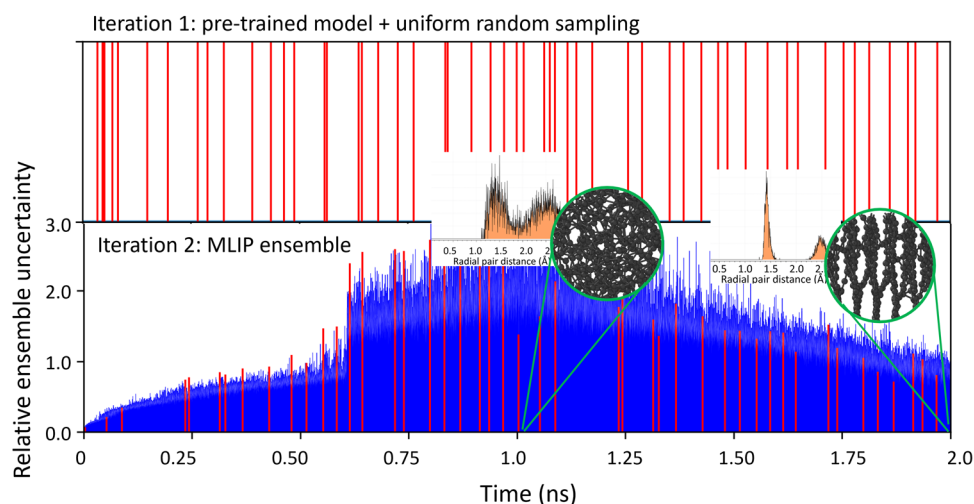 Iteration 1: pre-trained model + uniform random sampling
Relative ensemble uncertainty
3.0
Iteration 2: MLIP ensemble
2.0
1.0
0.0
0.5 1.0 1.5 2.0 2.
Radial pair distance (Å)
0.5 1.0 1.5 2.0 2.
Radial pair distance (Å)
0 0.25 0.50 0.75 1.0 1.25 1.50 1.75 2.0
Time (ns)